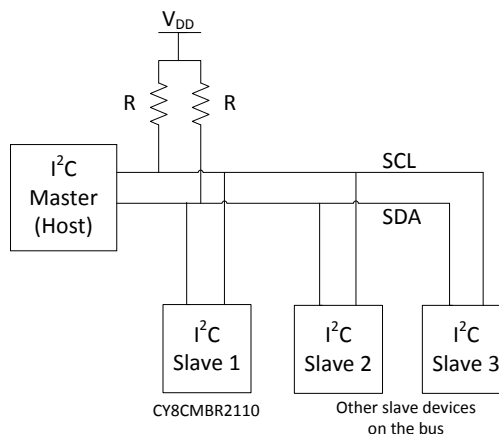 V_DD
R R
I²C
Master
(Host)
SCL
SDA
I²C
Slave 1
I²C
Slave 2
I²C
Slave 3
CY8CMBR2110
Other slave devices
on the bus